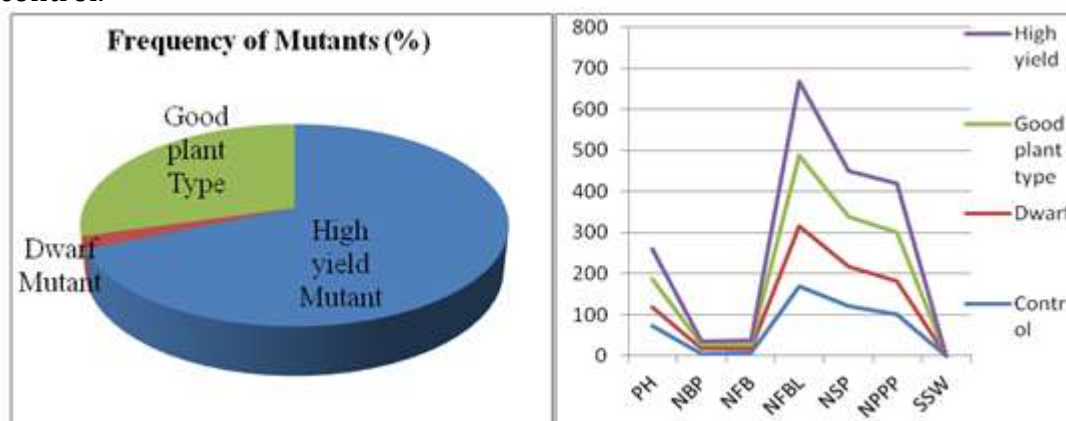 Frequency of Mutants (%)
Good
plant
Type
Dwarf
Mutant
High
yield
Mutant
800
700
600
500
400
300
200
100
0
PH
NBP
NFB
NFBL
NSP
NPPP
SSW
High
yield
Good
plant
type
Dwarf
Contr
ol